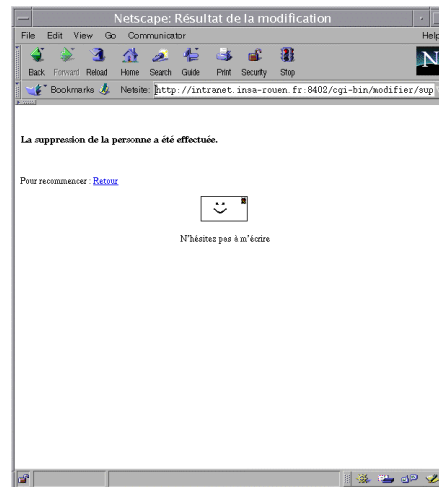 Netscape: Résultat de la modification
File Edit View Go Communicator Help
Back Forward Reload Home Search Guide Print Security Stop
N
Bookmarks Netsite: http://intranet.insa-rouen.fr:8402/cgi-bin/modifier/sup
La suppression de la personne a été effectuée.
Pour recommencer : Retour
N'hésitez pas à m'écrire